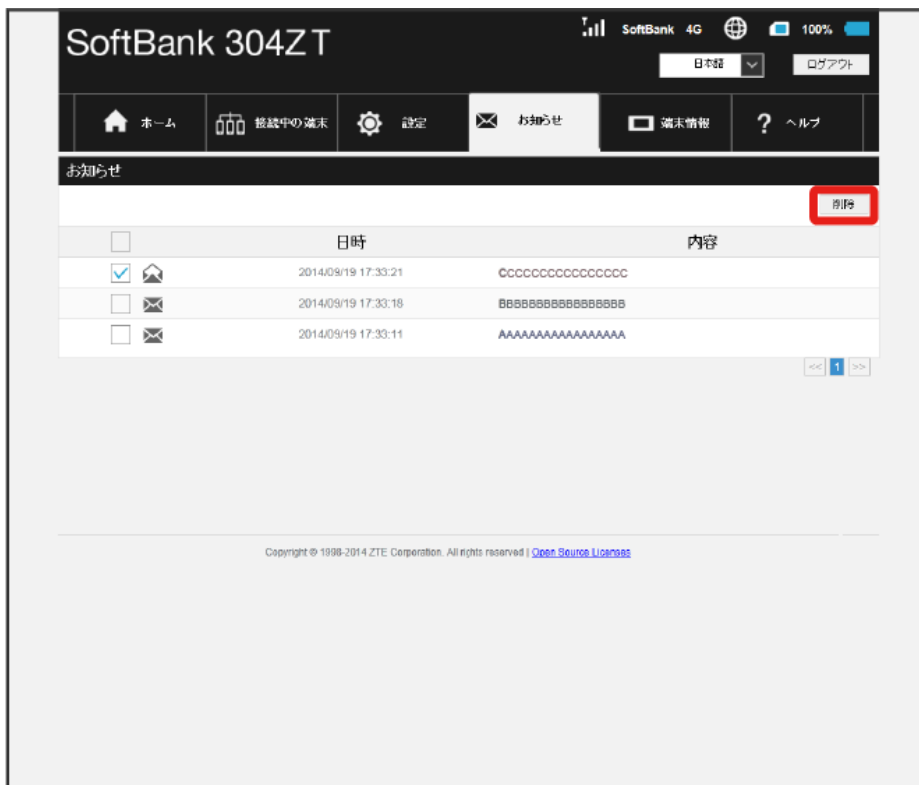 SoftBank 304ZT
SoftBank 4G 100%
日本語 ログアウト
ホーム 接続中の端末 設定 お知らせ 端末情報 ? ヘルプ
お知らせ
削除
日時 内容
2014/09/19 17:33:21 CCCCCCCCCCCCCCCC
2014/09/19 17:33:18 BBBBBBBBBBBBBBBBB
2014/09/19 17:33:11 AAAAAAAAAAAAAAAAA
<< 1 >>
Copyright © 1998-2014 ZTE Corporation. All rights reserved | Open Source Licenses